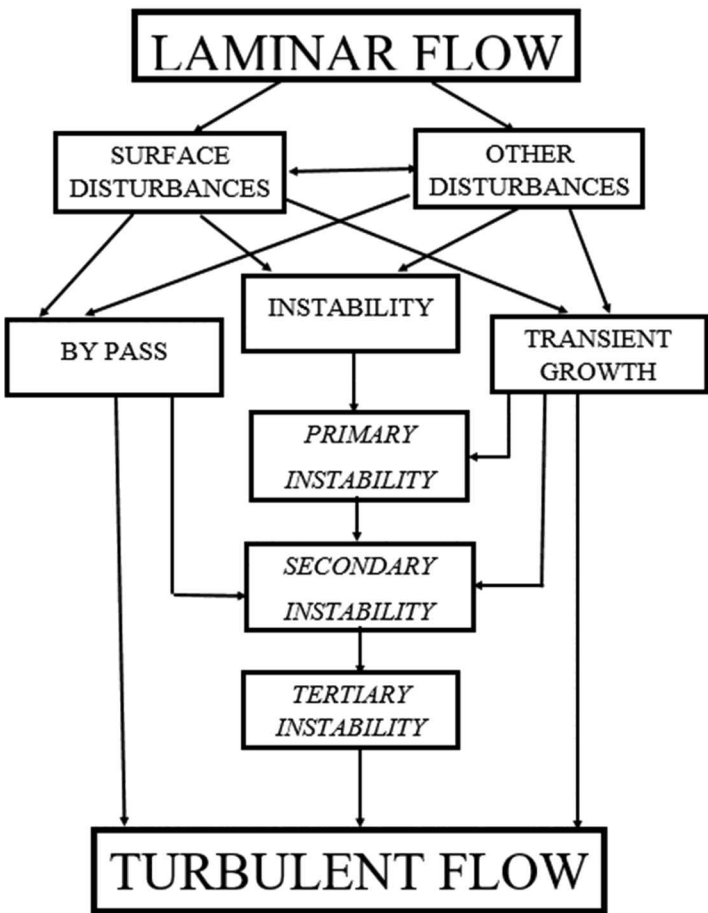 LAMINAR FLOW
SURFACE
DISTURBANCES
OTHER
DISTURBANCES
INSTABILITY
BY PASS
TRANSIENT
GROWTH
PRIMARY
INSTABILITY
SECONDARY
INSTABILITY
TERTIARY
INSTABILITY
TURBULENT FLOW